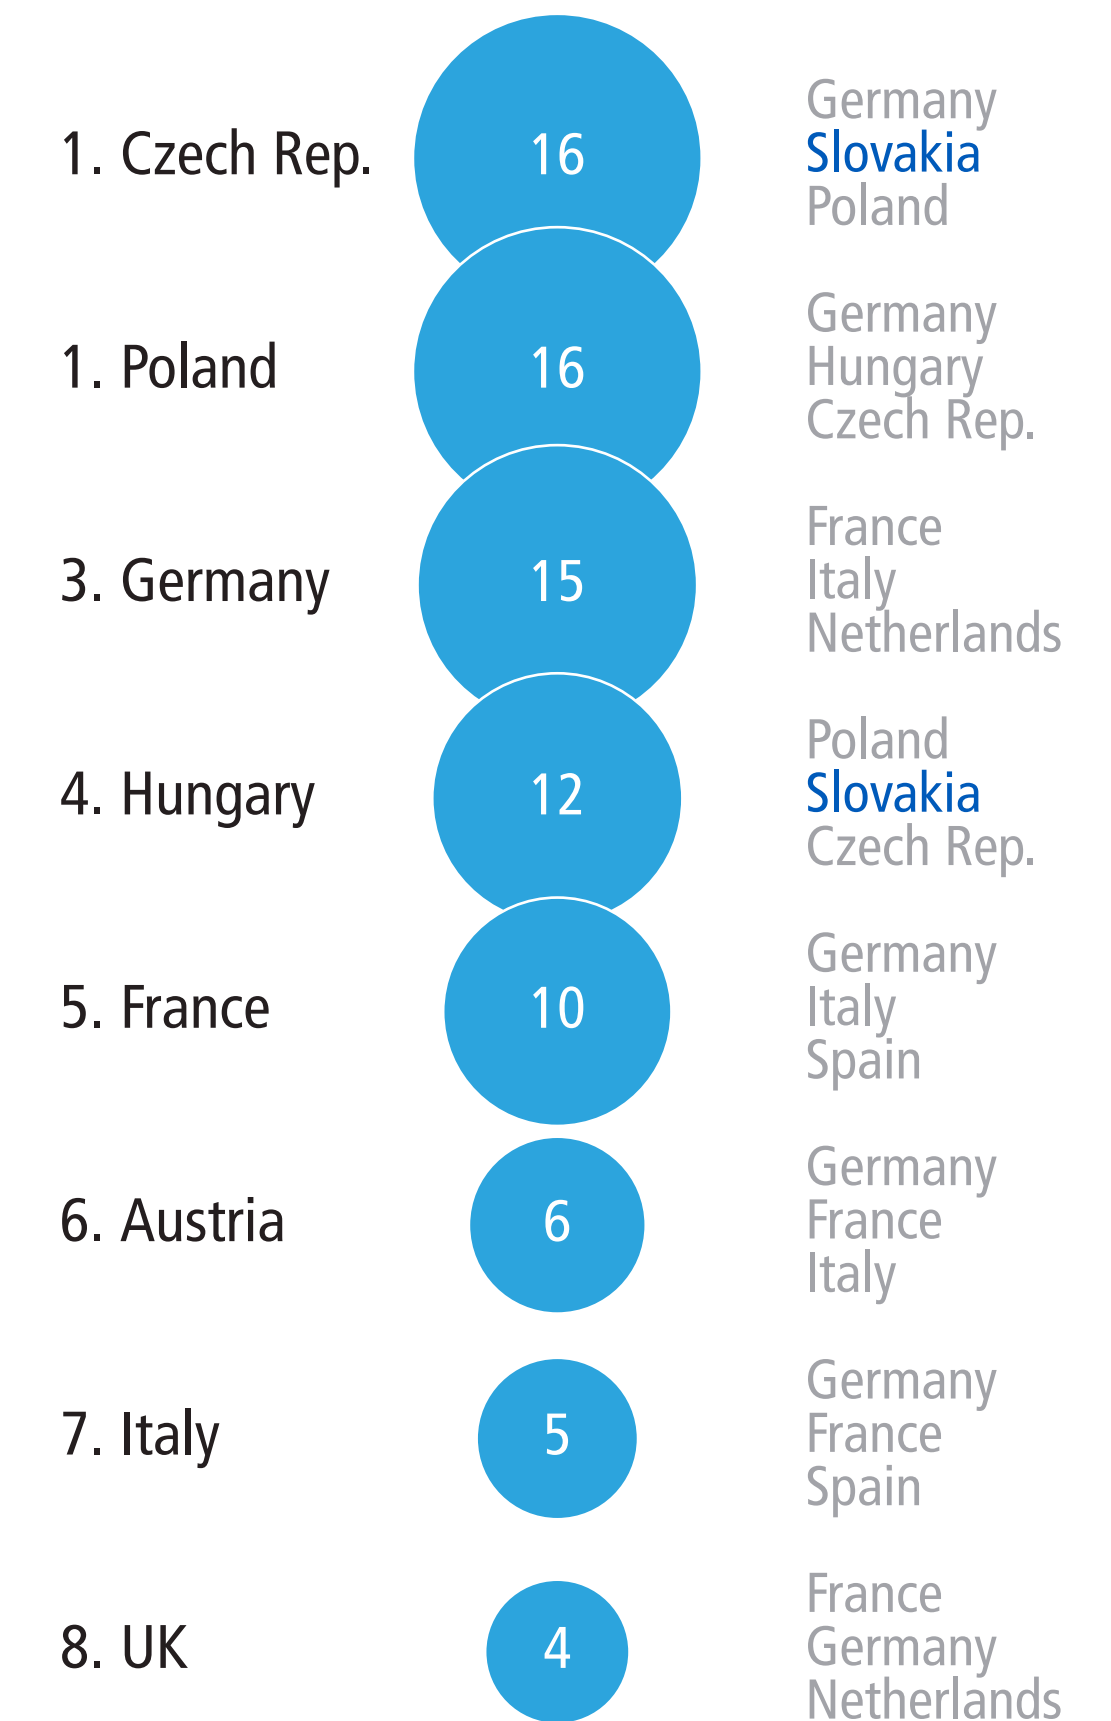 Germany
1. Czech Rep. 16 Slovakia
Poland
Germany
1. Poland 16 Hungary
Czech Rep.
France
3. Germany 15 Italy
Netherlands
Poland
4. Hungary 12 Slovakia
Czech Rep.
Germany
5. France 10 Italy
Spain
Germany
6. Austria 6 France
Italy
Germany
7. Italy 5 France
Spain
France
8. UK 4 Germany
Netherlands